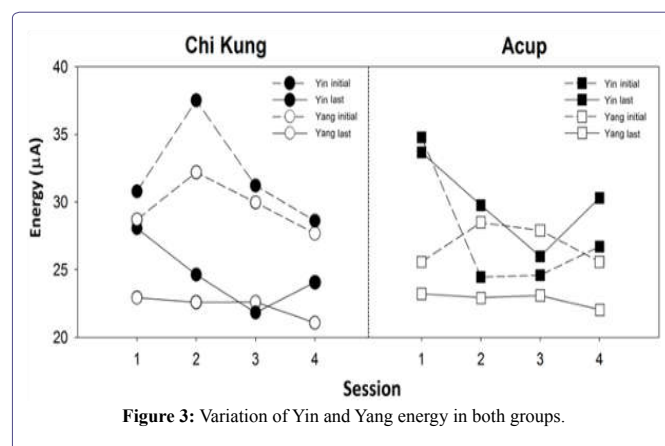 Chi Kung
Acup
40
35
30
25
20
Energy (µA)
Yin initial
Yin last
Yang initial
Yang last
Yin initial
Yin last
Yang initial
Yang last
1 2 3 4
1 2 3 4
Session
Figure 3: Variation of Yin and Yang energy in both groups.